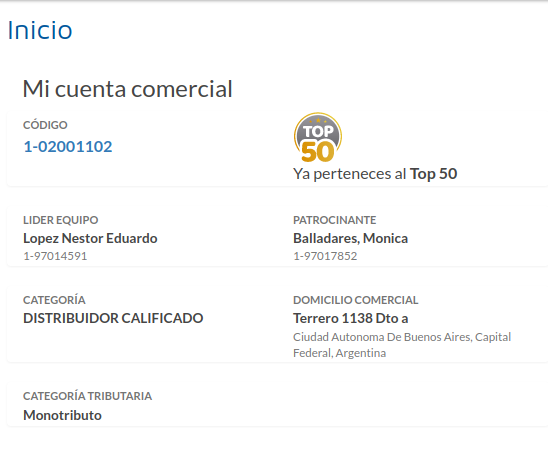 Inicio
Mi cuenta comercial
CÓDIGO
1-02001102
TOP
50
Ya perteneces al Top 50
LIDER EQUIPO
Lopez Nestor Eduardo
1-97014591
PATROCINANTE
Balladares, Monica
1-97017852
CATEGORÍA
DISTRIBUIDOR CALIFICADO
DOMICILIO COMERCIAL
Terrero 1138 Dto a
Ciudad Autonoma De Buenos Aires, Capital
Federal, Argentina
CATEGORÍA TRIBUTARIA
Monotributo